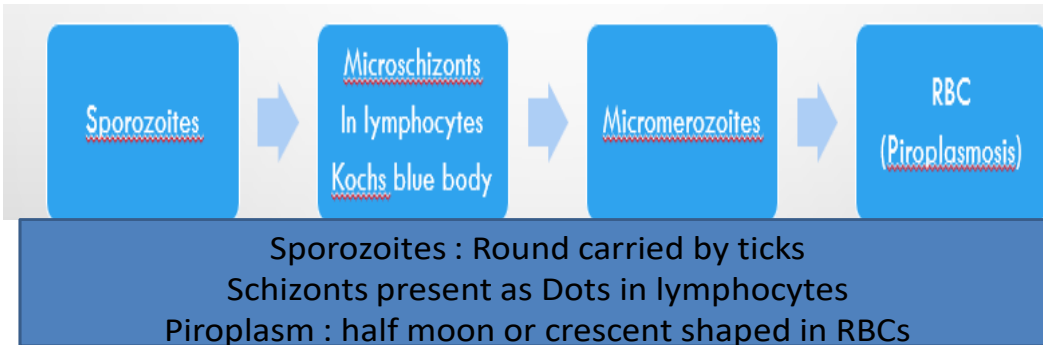 Sporozoites
Microschizonts
In lymphocytes
Kochs blue body
Micromerozoites
RBC
(Piroplasmosis)
Sporozoites : Round carried by ticks
Schizonts present as Dots in lymphocytes
Piroplasm : half moon or crescent shaped in RBCs